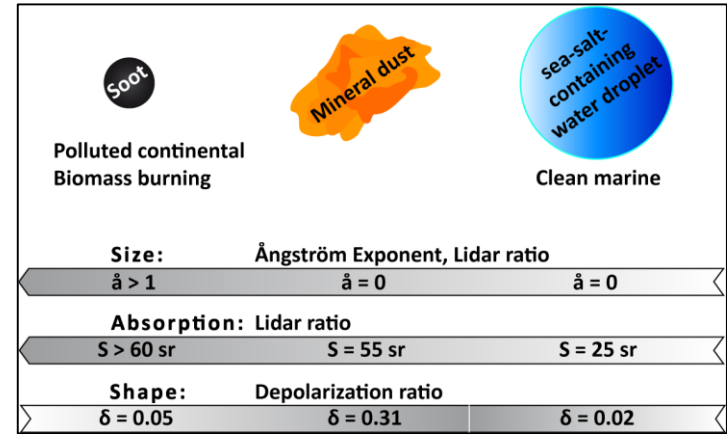 Soot
Mineral dust
sea-salt-
containing
water droplet
Polluted continental
Biomass burning
Clean marine
Size: Ångström Exponent, Lidar ratio
å > 1 å = 0 å = 0
Absorption: Lidar ratio
S > 60 sr S = 55 sr S = 25 sr
Shape: Depolarization ratio
δ = 0.05 δ = 0.31 δ = 0.02